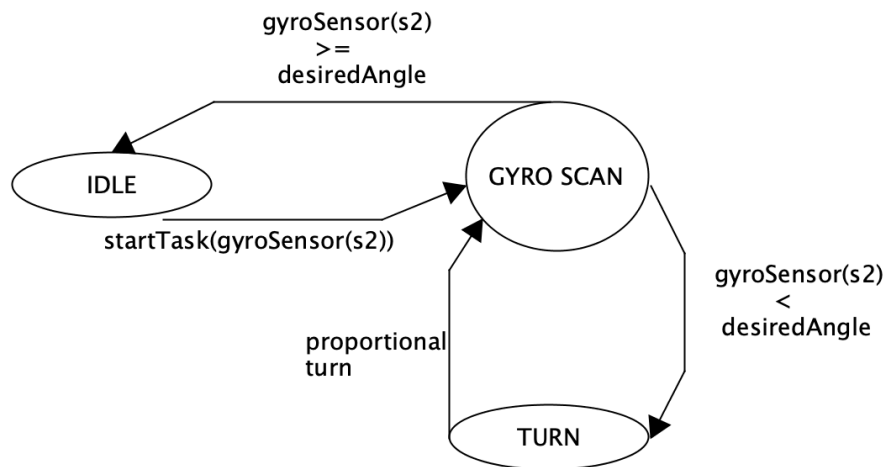 gyroSensor(s2)
>=
desiredAngle
IDLE
GYRO SCAN
startTask(gyroSensor(s2))
gyroSensor(s2)
<
desiredAngle
proportional
turn
TURN